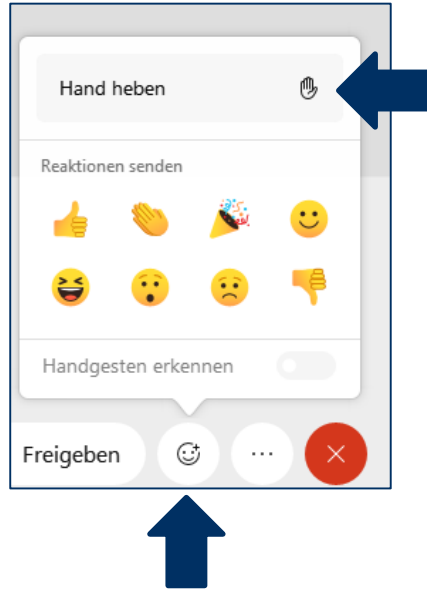 Hand heben
Reaktionen senden
Handgesten erkennen
Freigeben